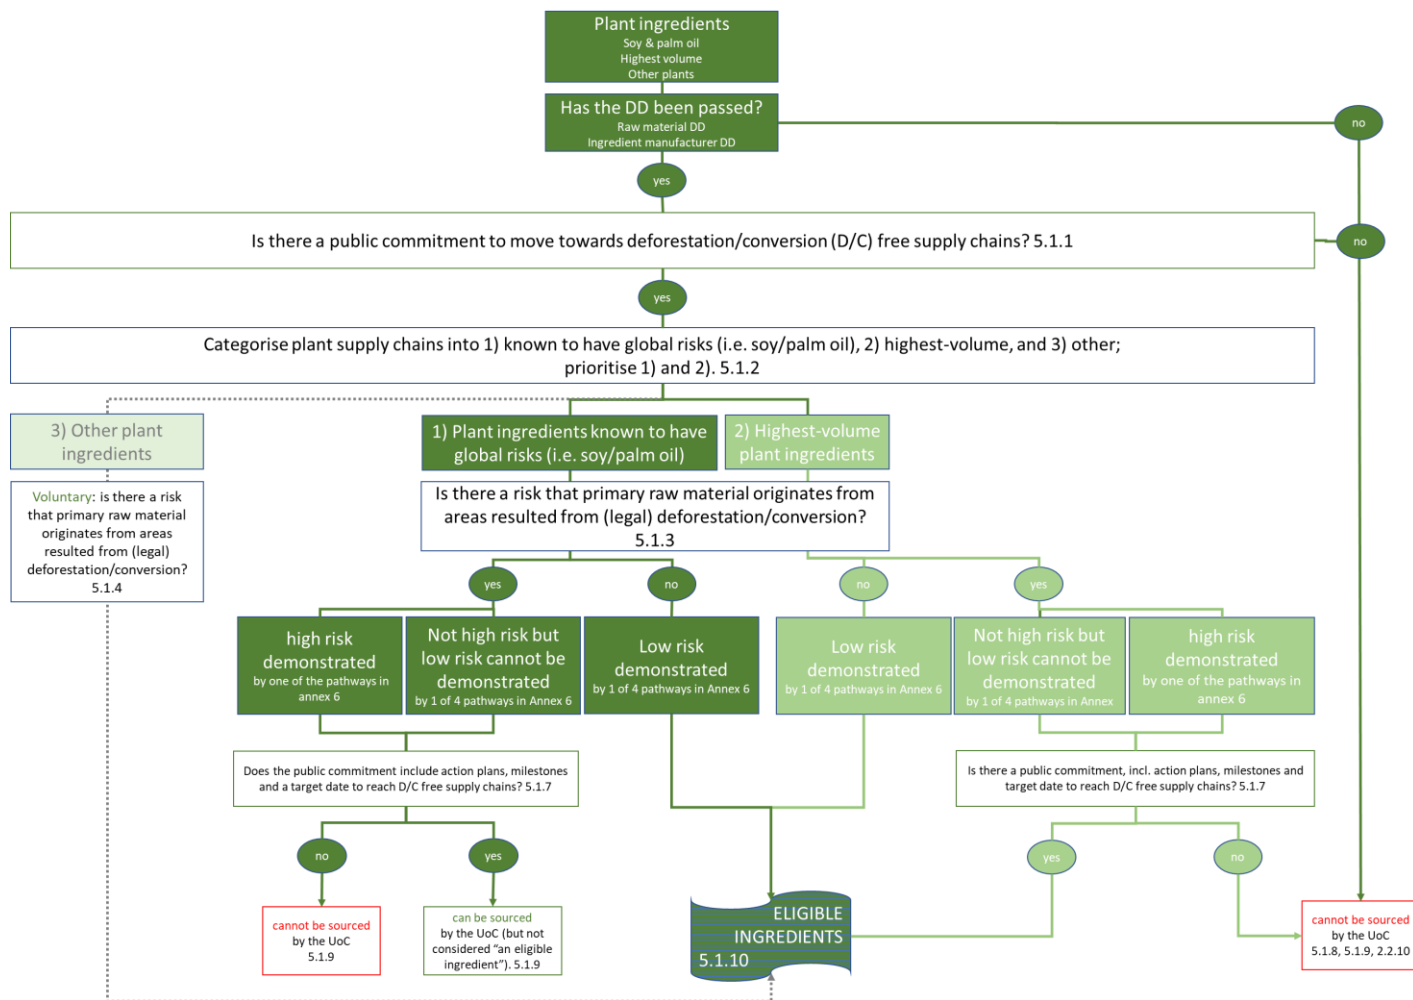 Plant ingredients
Soy & palm oil
Highest volume
Other plants
Has the DD been passed?
Raw material DD
Ingredient manufacturer DD
no
yes
Is there a public commitment to move towards deforestation/conversion (D/C) free supply chains? 5.1.1
no
yes
Categorise plant supply chains into 1) known to have global risks (i.e. soy/palm oil), 2) highest-volume, and 3) other;
prioritise 1) and 2). 5.1.2
3) Other plant
ingredients
1) Plant ingredients known to have
global risks (i.e. soy/palm oil)
2) Highest-volume
plant ingredients
Voluntary: is there a risk
that primary raw material
originates from areas
resulted from (legal)
deforestation/conversion?
5.1.4
Is there a risk that primary raw material originates from
areas resulted from (legal) deforestation/conversion?
5.1.3
yes
no
no
yes
high risk
demonstrated
by one of the pathways in
annex 6
Not high risk but
low risk cannot be
demonstrated
by 1 of 4 pathways in Annex 6
Low risk
demonstrated
by 1 of 4 pathways in Annex 6
Low risk
demonstrated
by 1 of 4 pathways in Annex 6
Not high risk but
low risk cannot be
demonstrated
by 1 of 4 pathways in Annex
high risk
demonstrated
by one of the pathways in
annex 6
Does the public commitment include action plans, milestones
and a target date to reach D/C free supply chains? 5.1.7
Is there a public commitment, incl. action plans, milestones and
target date to reach D/C free supply chains? 5.1.7
no
yes
yes
no
cannot be sourced
by the UoC
5.1.9
can be sourced
by the UoC (but not
considered "an eligible
ingredient"). 5.1.9
ELIGIBLE
INGREDIENTS
5.1.10
cannot be sourced
by the UoC
5.1.8, 5.1.9, 2.2.10